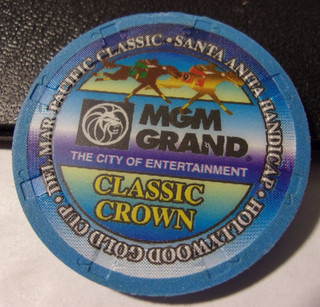 DEL MAR PACIFIC CLASSIC • SANTA ANITA HANDICAP • HOLLYWOOD GOLD CUP •
MGM
GRAND®
THE CITY OF ENTERTAINMENT
CLASSIC
CROWN